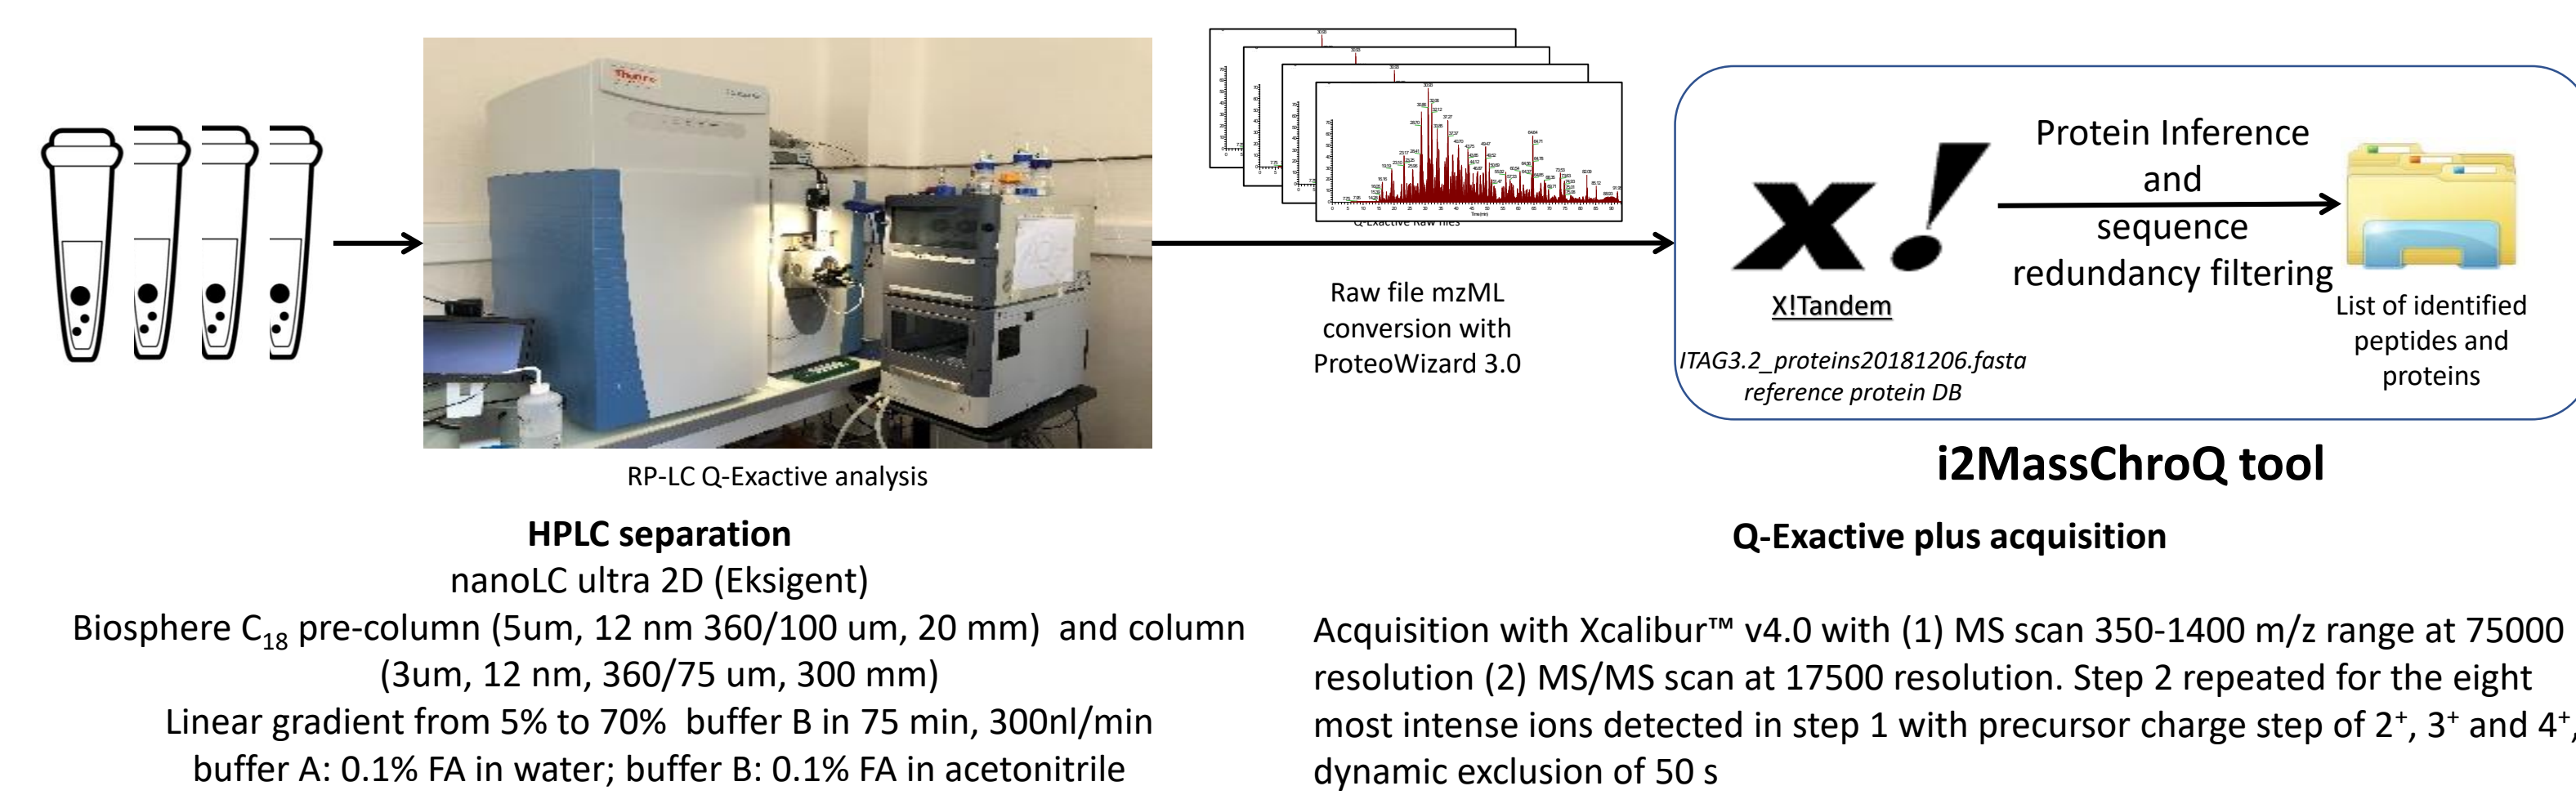 Thermo
Q-Exactive Raw files
Protein Inference
and
sequence
redundancy filtering
X!
X!Tandem
ITAG3.2_proteins20181206.fasta
reference protein DB
List of identified
peptides and
proteins
Raw file mzML
conversion with
ProteoWizard 3.0
i2MassChroQ tool
RP-LC Q-Exactive analysis
HPLC separation
nanoLC ultra 2D (Eksigent)
Biosphere C₁₈ pre-column (5um, 12 nm 360/100 um, 20 mm) and column
(3um, 12 nm, 360/75 um, 300 mm)
Linear gradient from 5% to 70% buffer B in 75 min, 300nl/min
buffer A: 0.1% FA in water; buffer B: 0.1% FA in acetonitrile
Q-Exactive plus acquisition
Acquisition with Xcalibur™ v4.0 with (1) MS scan 350-1400 m/z range at 75000
resolution (2) MS/MS scan at 17500 resolution. Step 2 repeated for the eight
most intense ions detected in step 1 with precursor charge step of 2⁺, 3⁺ and 4⁺,
dynamic exclusion of 50 s